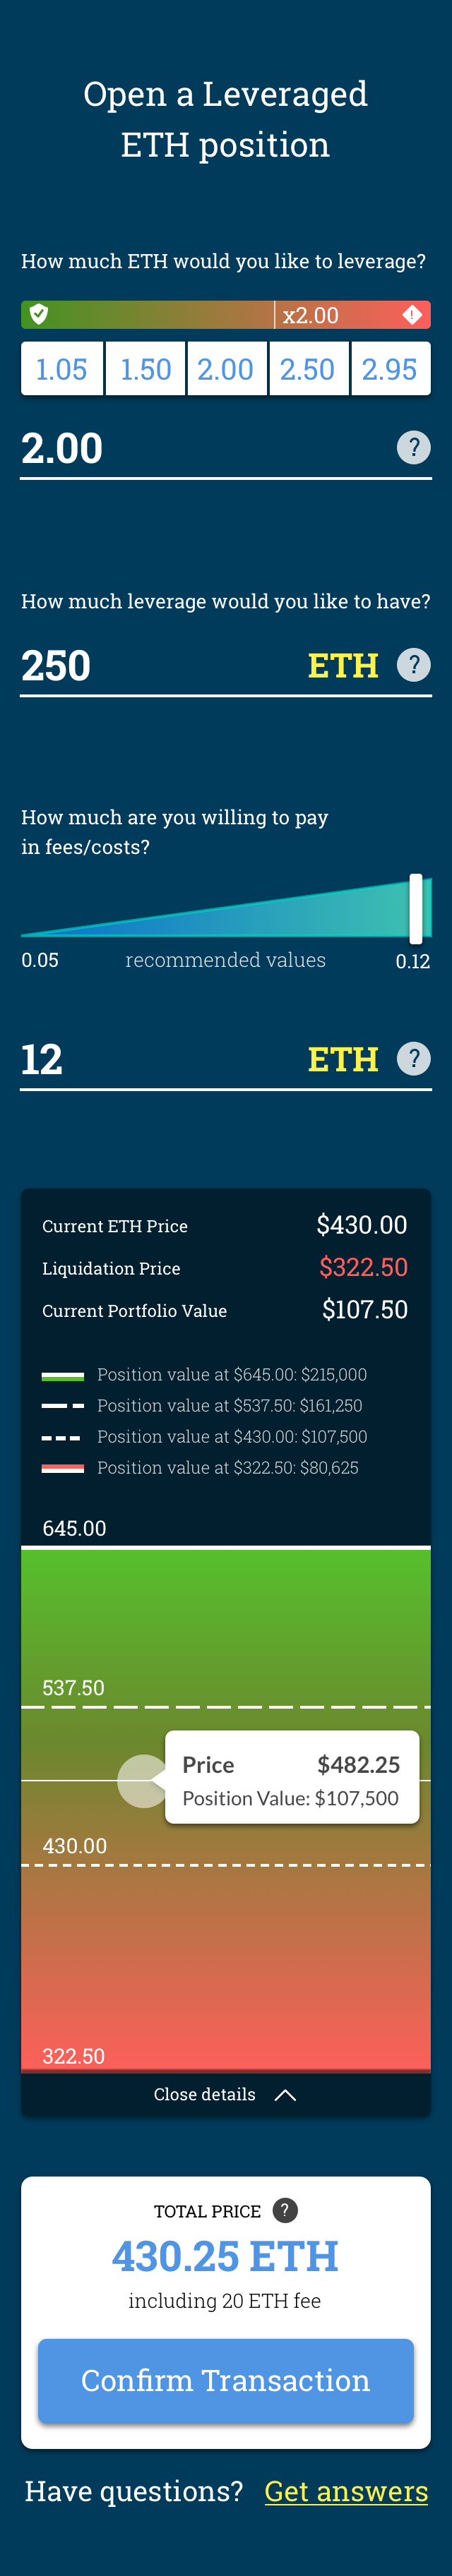 Open a Leveraged
ETH position
How much ETH would you like to leverage?
x2.00
1.05 1.50 2.00 2.50 2.95
2.00 ?
How much leverage would you like to have?
250 ETH ?
How much are you willing to pay
in fees/costs?
0.05 recommended values 0.12
12 ETH ?
Current ETH Price $430.00
Liquidation Price $322.50
Current Portfolio Value $107.50
Position value at $645.00: $215,000
Position value at $537.50: $161,250
Position value at $430.00: $107,500
Position value at $322.50: $80,625
645.00
537.50
Price $482.25
Position Value: $107,500
430.00
322.50
Close details
TOTAL PRICE ?
430.25 ETH
including 20 ETH fee
Confirm Transaction
Have questions? Get answers